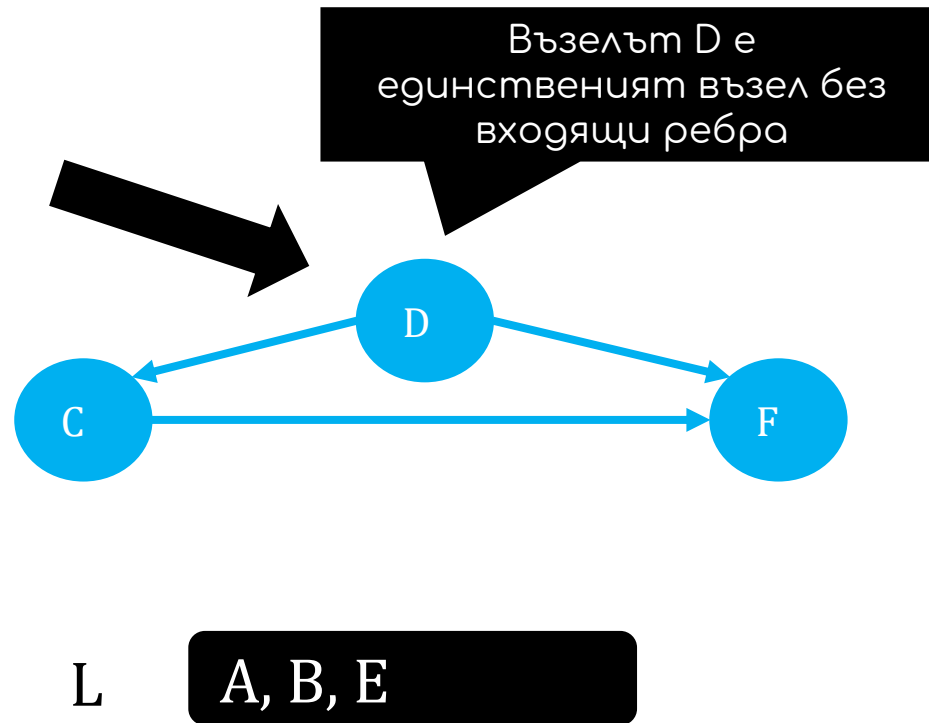 Възелът D е
единственият възел без
входящи ребра
D
C
F
L
A, B, E